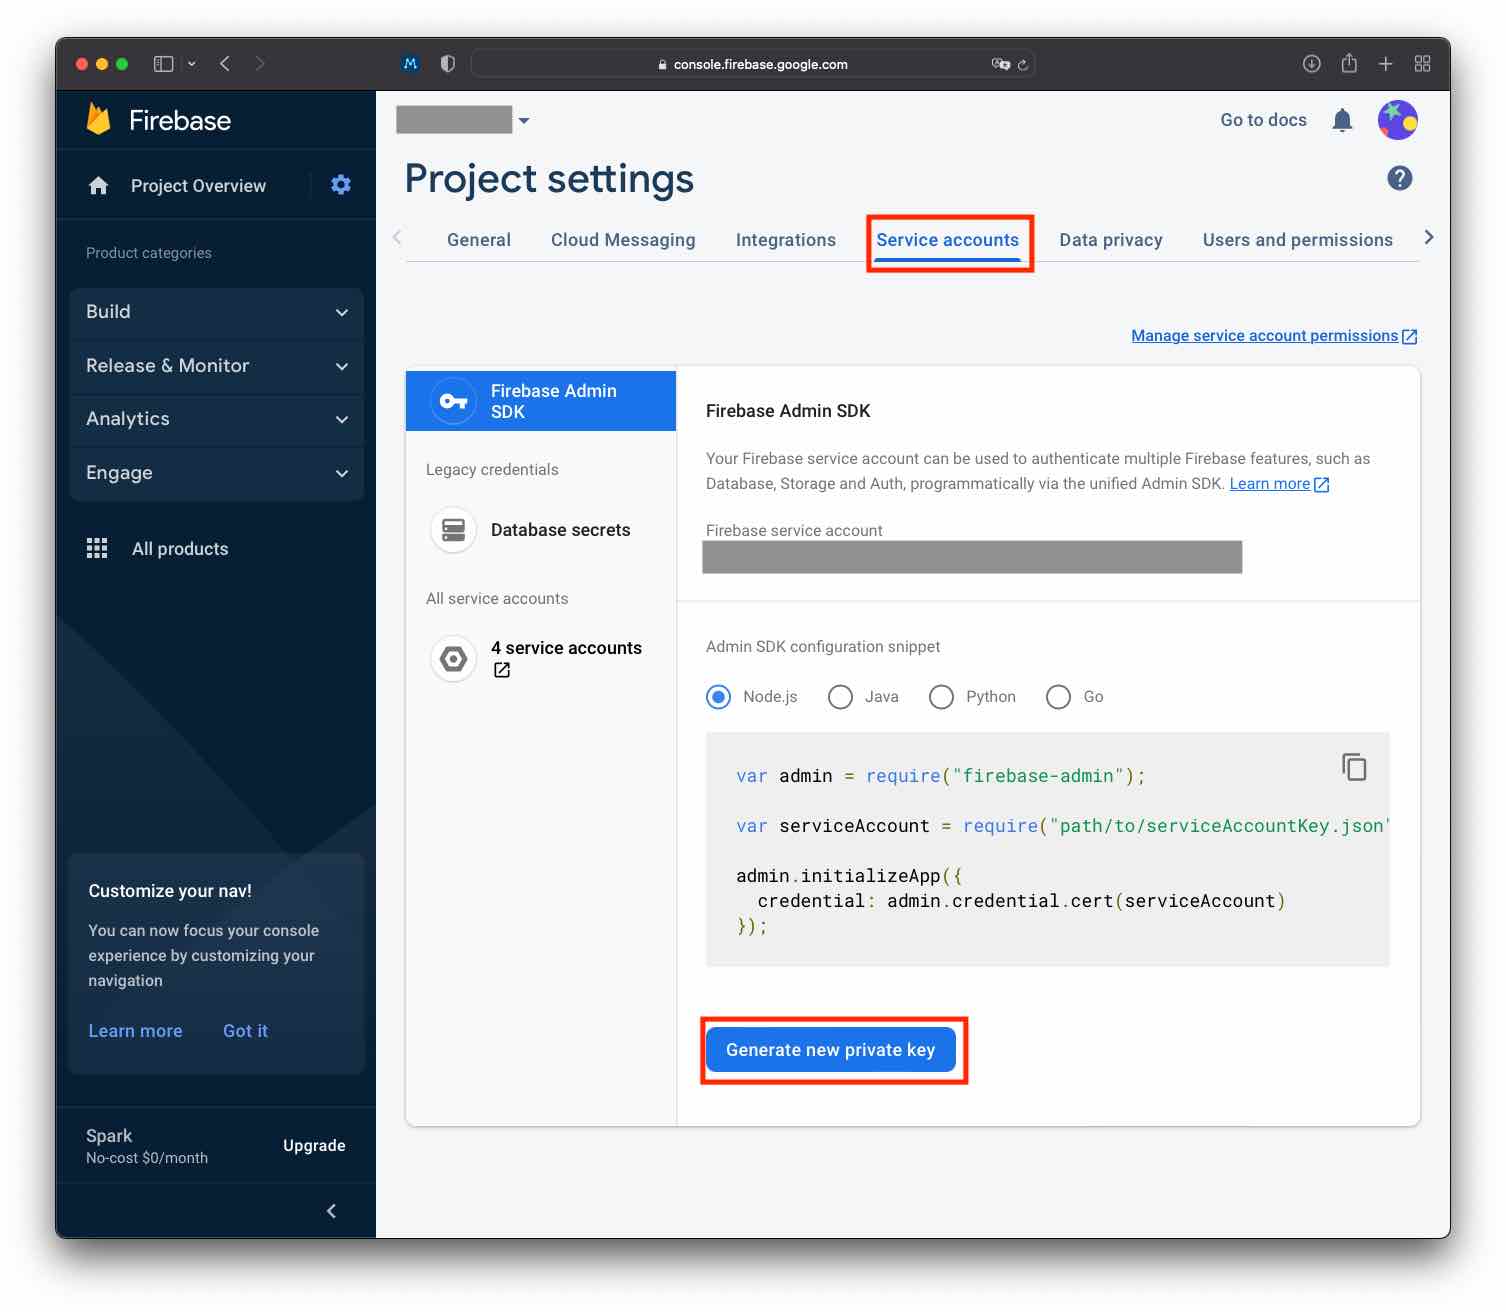 console.firebase.google.com
Firebase
Go to docs
Project Overview
Project settings
General Cloud Messaging Integrations Service accounts Data privacy Users and permissions
Product categories
Build
Release & Monitor
Analytics
Engage
All products
Manage service account permissions
Firebase Admin
SDK
Legacy credentials
Database secrets
All service accounts
4 service accounts
Firebase Admin SDK
Your Firebase service account can be used to authenticate multiple Firebase features, such as
Database, Storage and Auth, programmatically via the unified Admin SDK. Learn more
Firebase service account
Admin SDK configuration snippet
Node.js Java Python Go
var admin = require("firebase-admin");
var serviceAccount = require("path/to/serviceAccountKey.json"
admin.initializeApp({
credential: admin.credential.cert(serviceAccount)
});
Generate new private key
Customize your nav!
You can now focus your console
experience by customizing your
navigation
Learn more Got it
Spark
No-cost $0/month
Upgrade